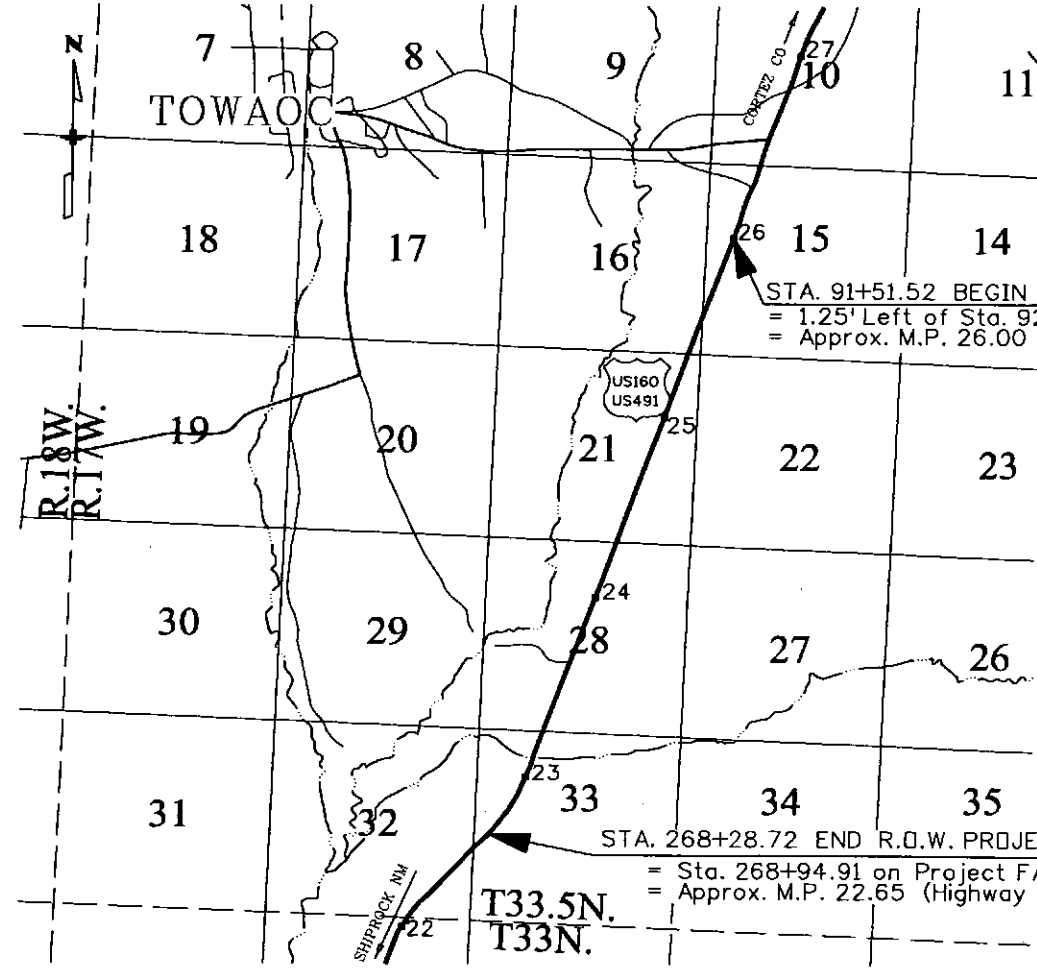 N
7
8
9
27
10
11
TOWAOC
CORTEZ CO
18
17
16
26
15
14
STA. 91+51.52 BEGIN
= 1.25' Left of Sta. 92
= Approx. M.P. 26.00
US160
US491
25
R.18W.
R.17W.
19
20
21
22
23
24
30
29
28
27
26
23
31
32
33
34
35
STA. 268+28.72 END R.O.W. PROJE
= Sta. 268+94.91 on Project FA
= Approx. M.P. 22.65 (Highway
SHIPROCK NM
22
T33.5N.
T33N.